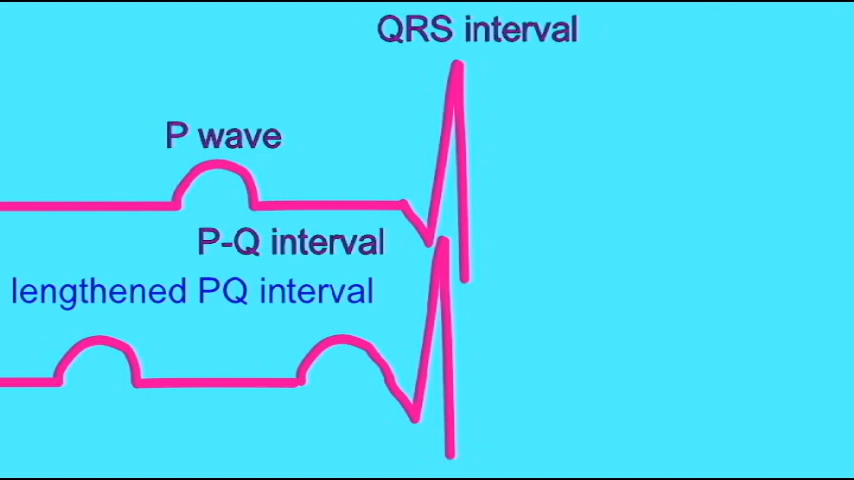 QRS interval
P wave
P-Q interval
lengthened PQ interval